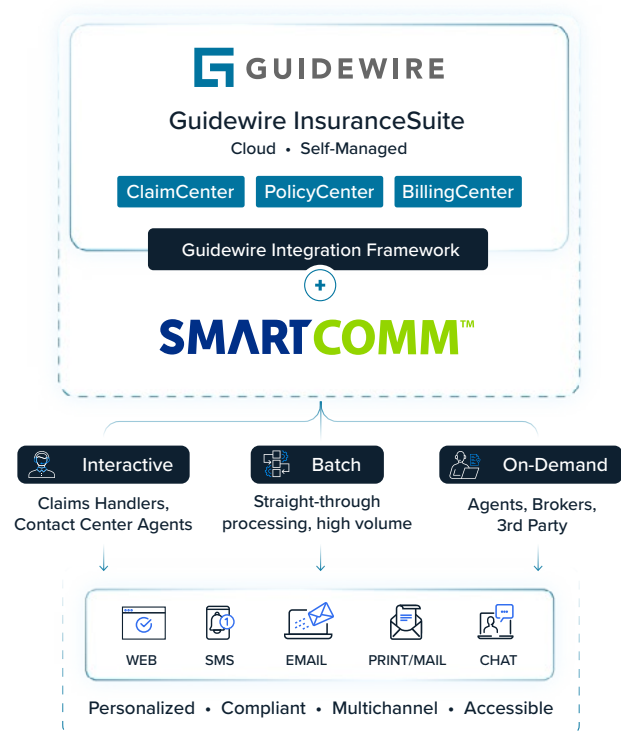 GUIDEWIRE
Guidewire InsuranceSuite
Cloud • Self-Managed
ClaimCenter PolicyCenter BillingCenter
Guidewire Integration Framework
+
SMARTCOMM™
Interactive Batch On-Demand
Claims Handlers,
Contact Center Agents
Straight-through
processing, high volume
Agents, Brokers,
3rd Party
1
WEB SMS EMAIL PRINT/MAIL CHAT
Personalized • Compliant • Multichannel • Accessible